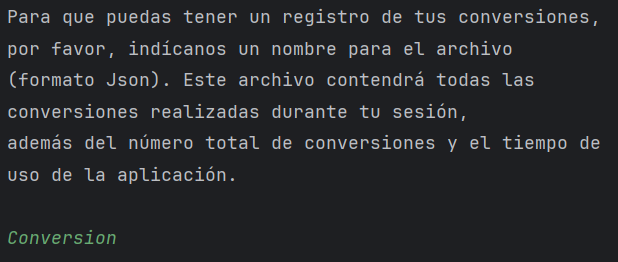 Para que puedas tener un registro de tus conversiones,
por favor, indícanos un nombre para el archivo
(formato Json). Este archivo contendrá todas las
conversiones realizadas durante tu sesión,
además del número total de conversiones y el tiempo de
uso de la aplicación.
Conversion